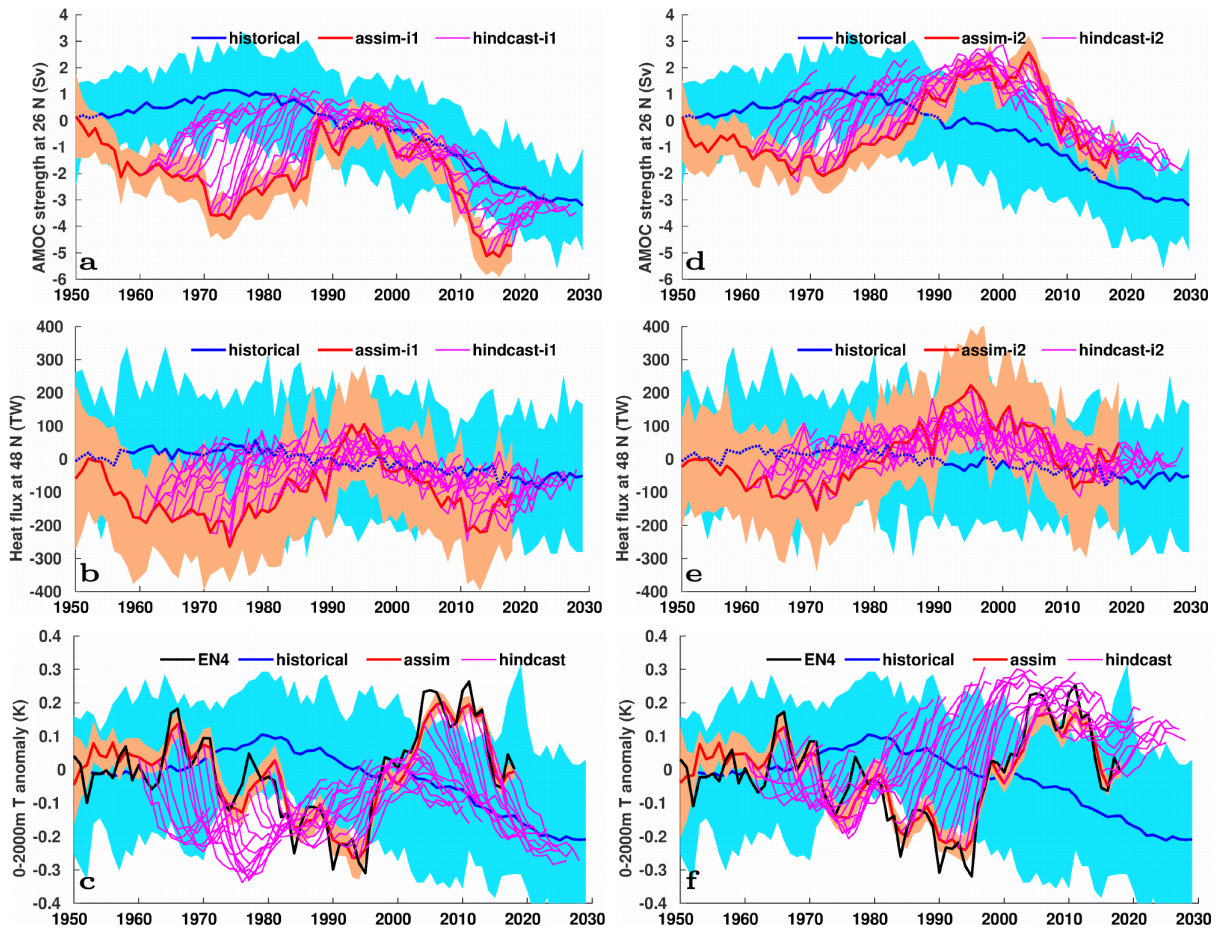 AMOC strength at 26 N (Sv)
4
3
2
1
0
-1
-2
-3
-4
-5
-6
historical assim-i1 hindcast-i1
a
1950 1960 1970 1980 1990 2000 2010 2020 2030
AMOC strength at 26 N (Sv)
4
3
2
1
0
-1
-2
-3
-4
-5
-6
historical assim-i2 hindcast-i2
d
1950 1960 1970 1980 1990 2000 2010 2020 2030
Heat flux at 48 N (TW)
400
300
200
100
0
-100
-200
-300
-400
historical assim-i1 hindcast-i1
b
1950 1960 1970 1980 1990 2000 2010 2020 2030
Heat flux at 48 N (TW)
400
300
200
100
0
-100
-200
-300
-400
historical assim-i2 hindcast-i2
e
1950 1960 1970 1980 1990 2000 2010 2020 2030
0-2000m T anomaly (K)
0.4
0.3
0.2
0.1
0
-0.1
-0.2
-0.3
-0.4
EN4 historical assim hindcast
c
1950 1960 1970 1980 1990 2000 2010 2020 2030
0-2000m T anomaly (K)
0.4
0.3
0.2
0.1
0
-0.1
-0.2
-0.3
-0.4
EN4 historical assim hindcast
f
1950 1960 1970 1980 1990 2000 2010 2020 2030